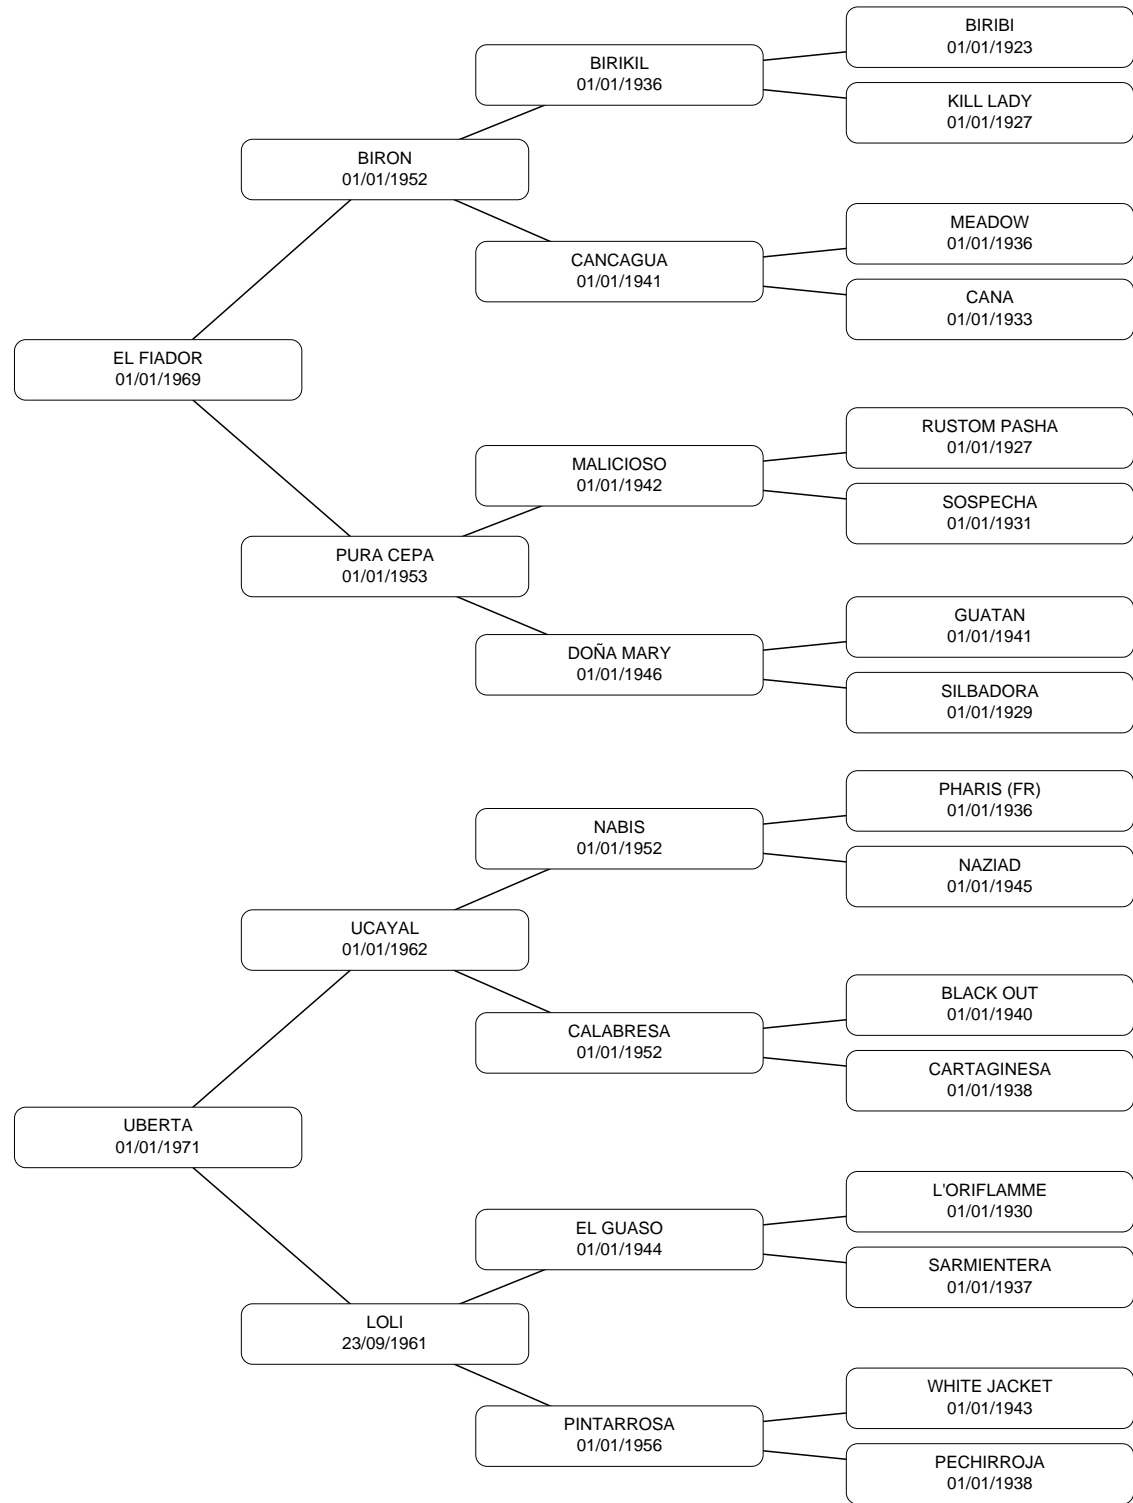 BIRIBI
01/01/1923
BIRIKIL
01/01/1936
KILL LADY
01/01/1927
BIRON
01/01/1952
MEADOW
01/01/1936
CANCAGUA
01/01/1941
CANA
01/01/1933
EL FIADOR
01/01/1969
RUSTOM PASHA
01/01/1927
MALICIOSO
01/01/1942
SOSPECHA
01/01/1931
PURA CEPA
01/01/1953
GUATAN
01/01/1941
DOÑA MARY
01/01/1946
SILBADORA
01/01/1929
PHARIS (FR)
01/01/1936
NABIS
01/01/1952
NAZIAD
01/01/1945
UCAYAL
01/01/1962
BLACK OUT
01/01/1940
CALABRESA
01/01/1952
CARTAGINESA
01/01/1938
UBERTA
01/01/1971
L'ORIFLAMME
01/01/1930
EL GUASO
01/01/1944
SARMIENTERA
01/01/1937
LOLI
23/09/1961
WHITE JACKET
01/01/1943
PINTARROSA
01/01/1956
PECHIRROJA
01/01/1938